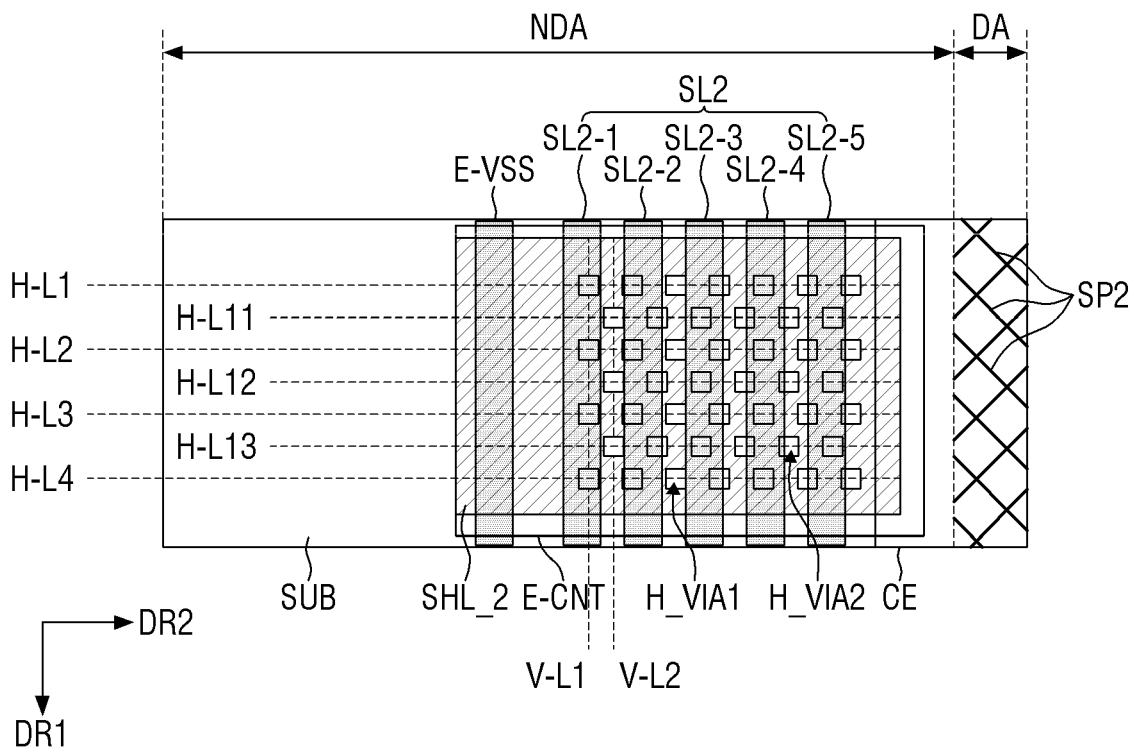 NDA DA
SL2
SL2-1 SL2-3 SL2-5
E-VSS SL2-2 SL2-4
H-L1
H-L11
H-L2
H-L12
H-L3
H-L13
H-L4
SP2
SUB SHL_2 E-CNT H_VIA1 H_VIA2 CE
DR2
V-L1 V-L2
DR1